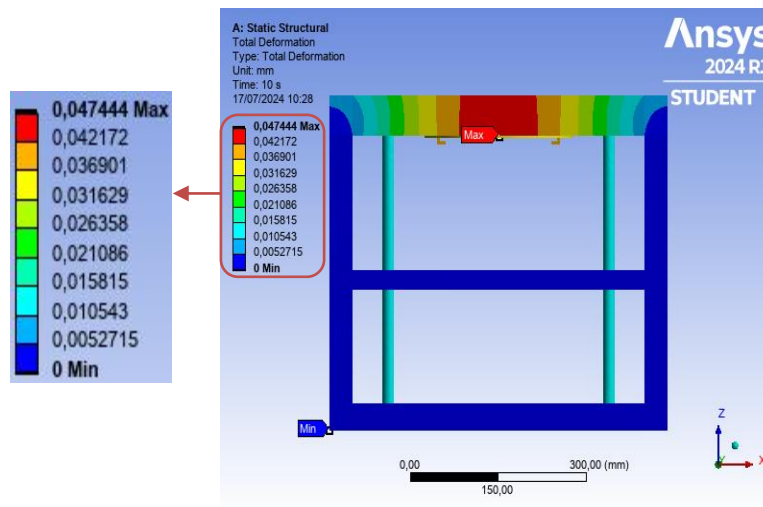 0,047444 Max
0,042172
0,036901
0,031629
0,026358
0,021086
0,015815
0,010543
0,0052715
0 Min
A: Static Structural
Total Deformation
Type: Total Deformation
Unit: mm
Time: 10 s
17/07/2024 10:28
0,047444 Max
0,042172
0,036901
0,031629
0,026358
0,021086
0,015815
0,010543
0,0052715
0 Min
Ansys
2024 R
STUDENT
Max
Min
0,00
300,00 (mm)
150,00
Z
Y
X